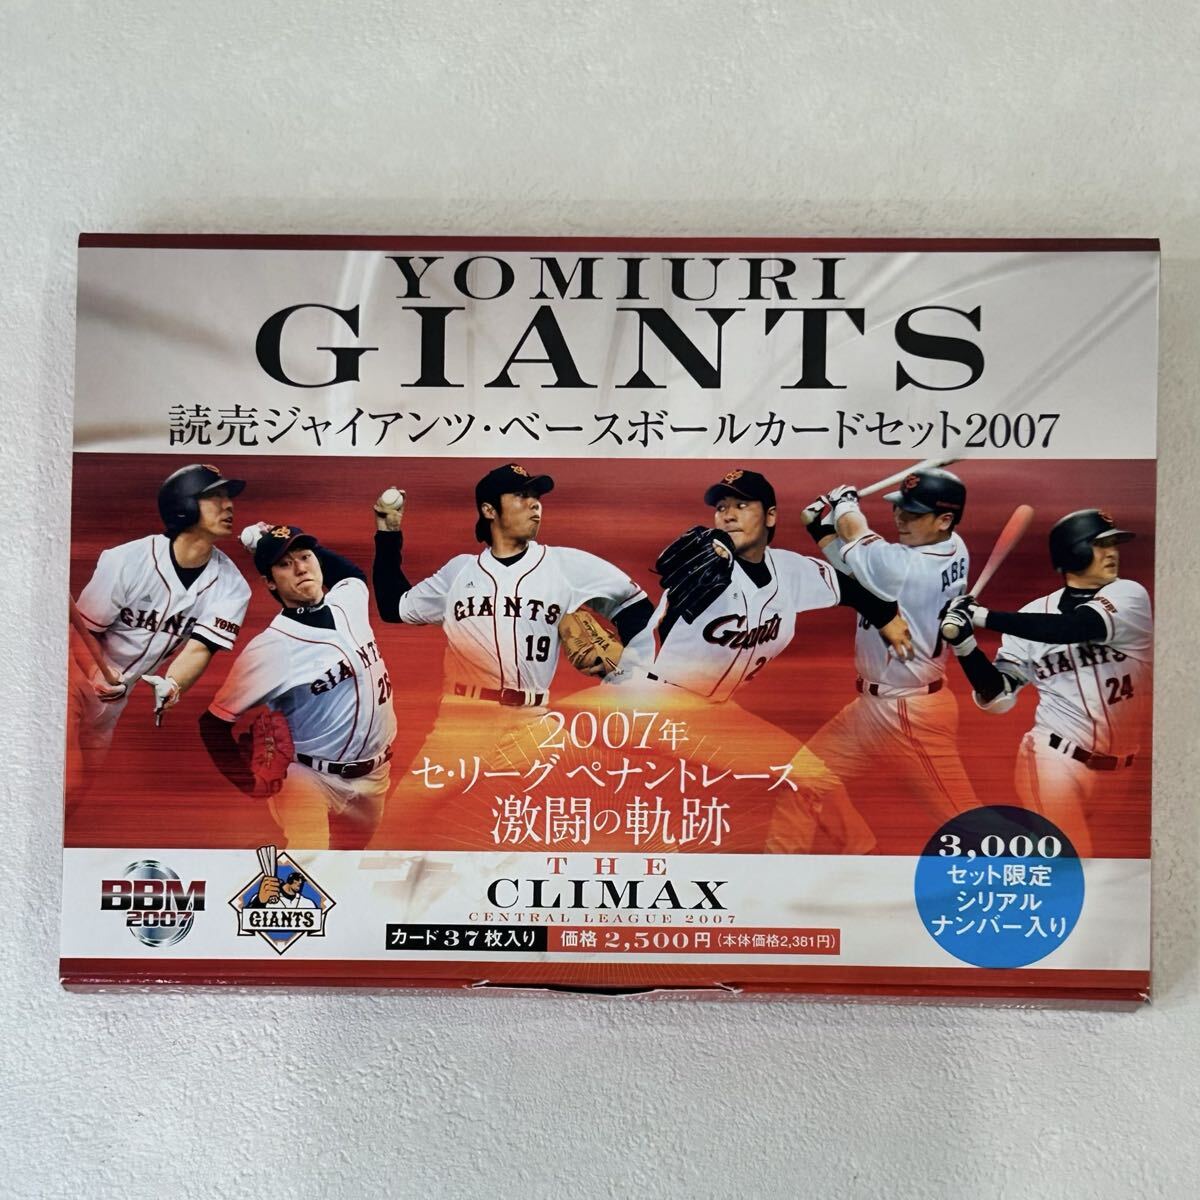 YOMIURI
GIANTS
読売ジャイアンツ・ベースボールカードセット2007
GIANTS
YOMIURI
GIANTS
26
GIANTS
19
Giants
ABE
GIANTS
24
2007年
セ・リーグ ペナントレース
激闘の軌跡
THE
CLIMAX
CENTRAL LEAGUE 2007
カード37枚入り
価格 2,500円(本体価格2,381円)
BBM
2007
GIANTS
3,000
セット限定
シリアル
ナンバー入り